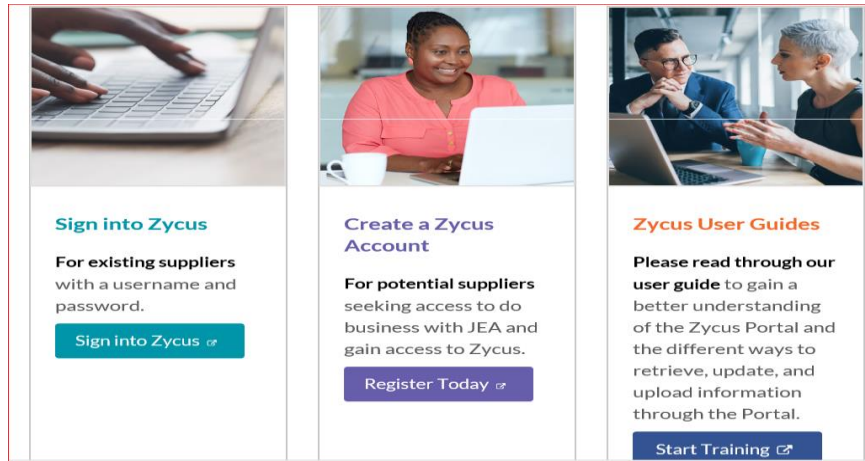 Sign into Zycus
For existing suppliers
with a username and
password.
Sign into Zycus
Create a Zycus
Account
For potential suppliers
seeking access to do
business with JEA and
gain access to Zycus.
Register Today
Zycus User Guides
Please read through our
user guide to gain a
better understanding
of the Zycus Portal and
the different ways to
retrieve, update, and
upload information
through the Portal.
Start Training